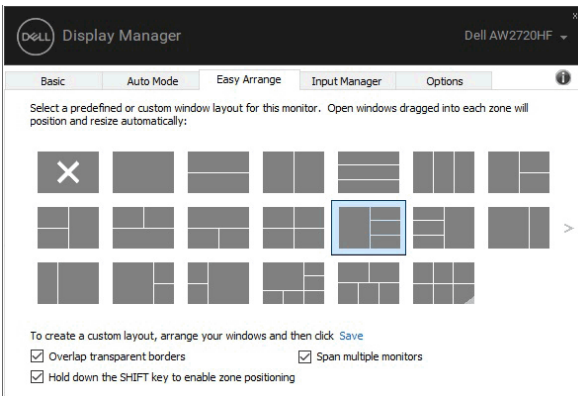 DELL Display Manager Dell AW2720HF
Basic Auto Mode Easy Arrange Input Manager Options
Select a predefined or custom window layout for this monitor. Open windows dragged into each zone will
position and resize automatically:
To create a custom layout, arrange your windows and then click Save
Overlap transparent borders Span multiple monitors
Hold down the SHIFT key to enable zone positioning